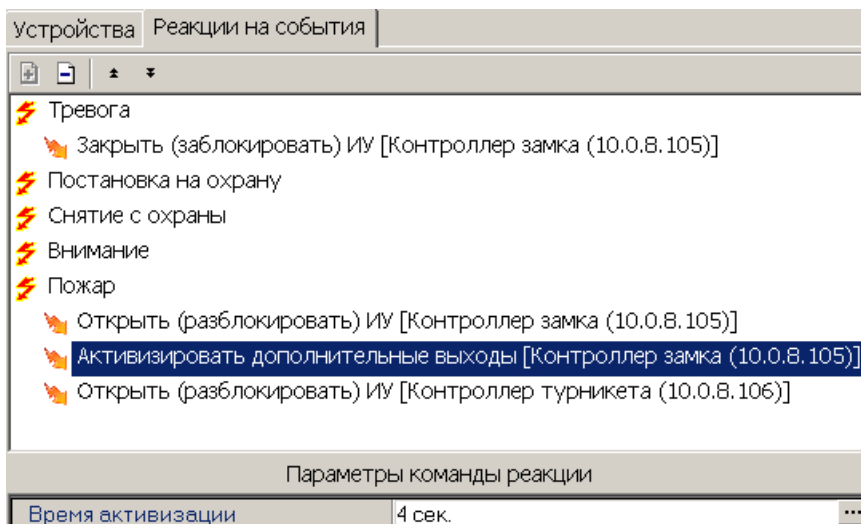 Устройства Реакции на события
Тревога
Закрыть (заблокировать) ИУ [Контроллер замка (10.0.8.105)]
Постановка на охрану
Снятие с охраны
Внимание
Пожар
Открыть (разблокировать) ИУ [Контроллер замка (10.0.8.105)]
Активизировать дополнительные выходы [Контроллер замка (10.0.8.105)]
Открыть (разблокировать) ИУ [Контроллер турникета (10.0.8.106)]
Параметры команды реакции
Время активизации 4 сек. ...